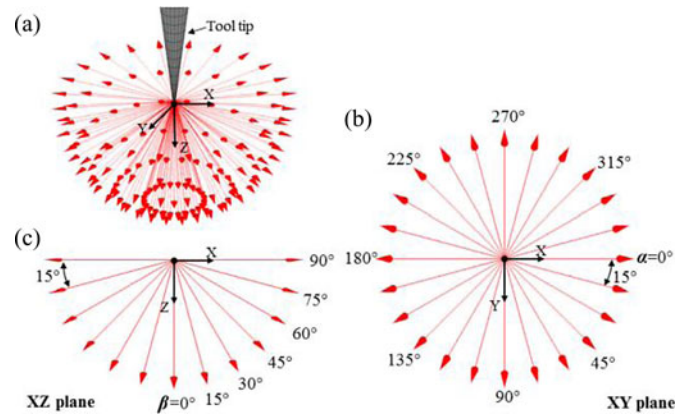 (a)
Tool tip
X
Y
Z
(b)
270°
225°
315°
180°
X
α=0°
15°
Y
135°
45°
90°
XY plane
(c)
X
90°
15°
Z
75°
60°
45°
30°
15°
β=0°
XZ plane